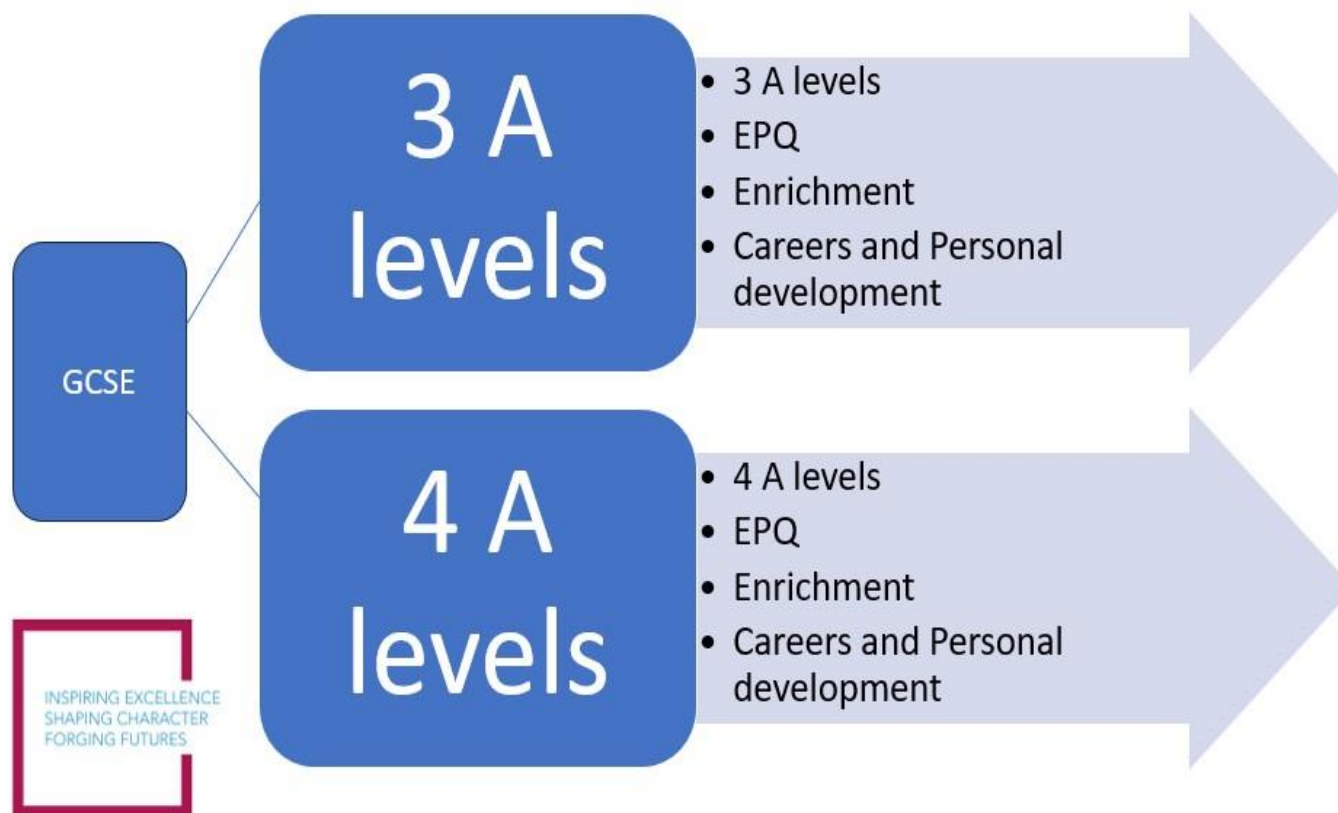 GCSE
3 A
levels
• 3 A levels
• EPQ
• Enrichment
• Careers and Personal
development
4 A
levels
• 4 A levels
• EPQ
• Enrichment
• Careers and Personal
development
INSPIRING EXCELLENCE
SHAPING CHARACTER
FORGING FUTURES